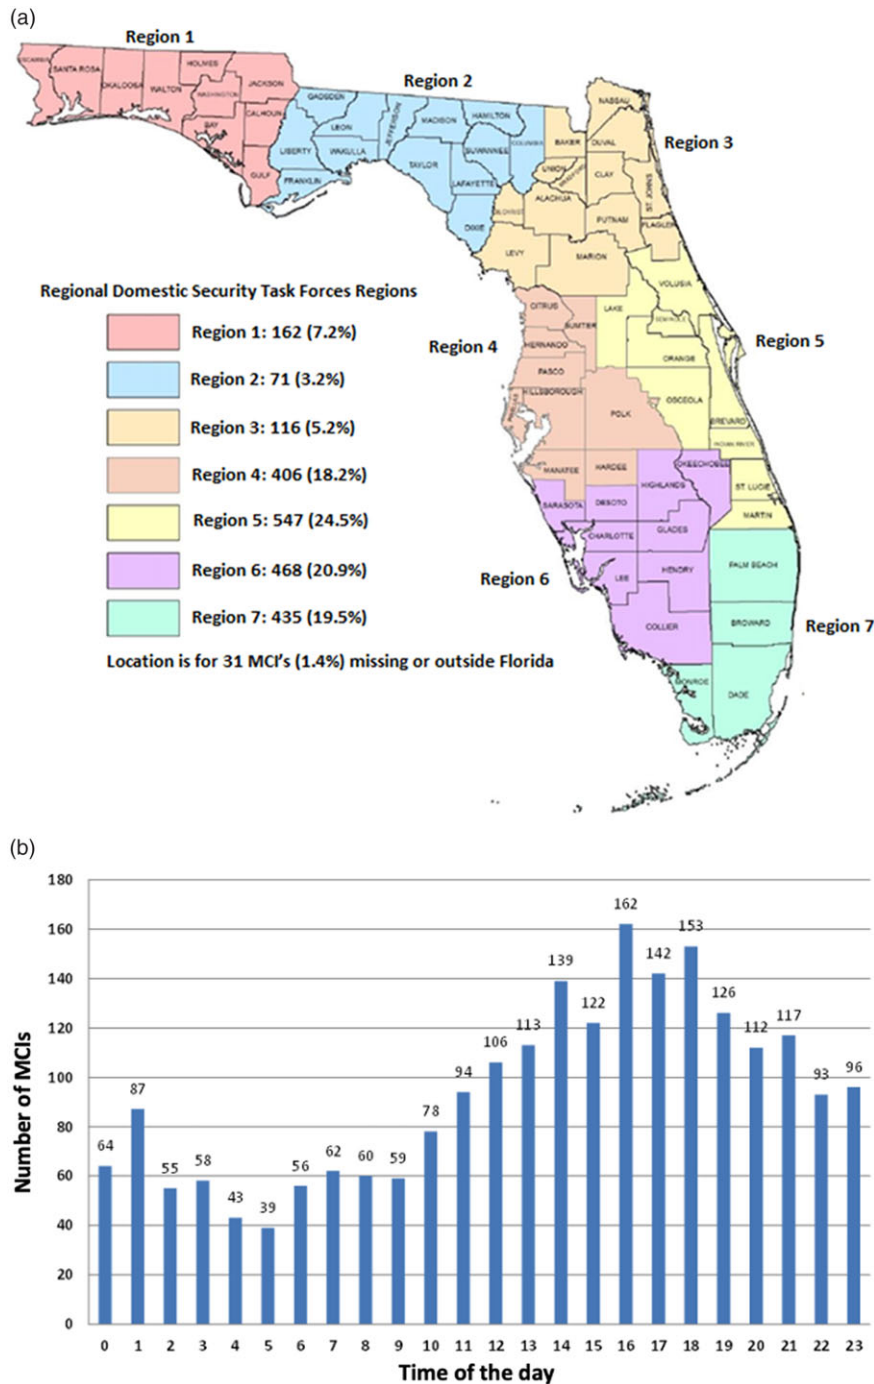 (a)
Region 1
Region 2
Region 3
Region 4
Region 5
Region 6
Region 7
HOLMES
SANTA ROSA
OKALOOSA
WALTON
WASHINGTON
JACKSON
BAY
CALHOUN
GULF
GADSDEN
LEON
JEFFERSON
MADISON
HAMILTON
LIBERTY
WAKULLA
SUWANNEE
TAYLOR
FRANKLIN
LAFAYETTE
DIXIE
NASSAU
BAKER
DUVAL
UNION
CLAY
ST JOHNS
ALACHUA
PUTNAM
FLAGLER
LEVY
MARION
VOLUSIA
CITRUS
SUMTER
LAKE
HERNANDO
ORANGE
PASCO
HILLSBOROUGH
POLK
OSCEOLA
BREVARD
INDIAN RIVER
MANATEE
HARDEE
HIGHLANDS
OKEECHOBEE
ST LUCIE
SARASOTA
DESOTO
MARTIN
CHARLOTTE
GLADES
PALM BEACH
LEE
HENDRY
COLLIER
BROWARD
MONROE
DADE
Regional Domestic Security Task Forces Regions
Region 1: 162 (7.2%)
Region 2: 71 (3.2%)
Region 3: 116 (5.2%)
Region 4: 406 (18.2%)
Region 5: 547 (24.5%)
Region 6: 468 (20.9%)
Region 7: 435 (19.5%)
Location is for 31 MCI's (1.4%) missing or outside Florida
(b)
Number of MCIs
180
160
140
120
100
80
60
40
20
0
64
87
55
58
43
39
56
62
60
59
78
94
106
113
139
122
162
142
153
126
112
117
93
96
0 1 2 3 4 5 6 7 8 9 10 11 12 13 14 15 16 17 18 19 20 21 22 23
Time of the day